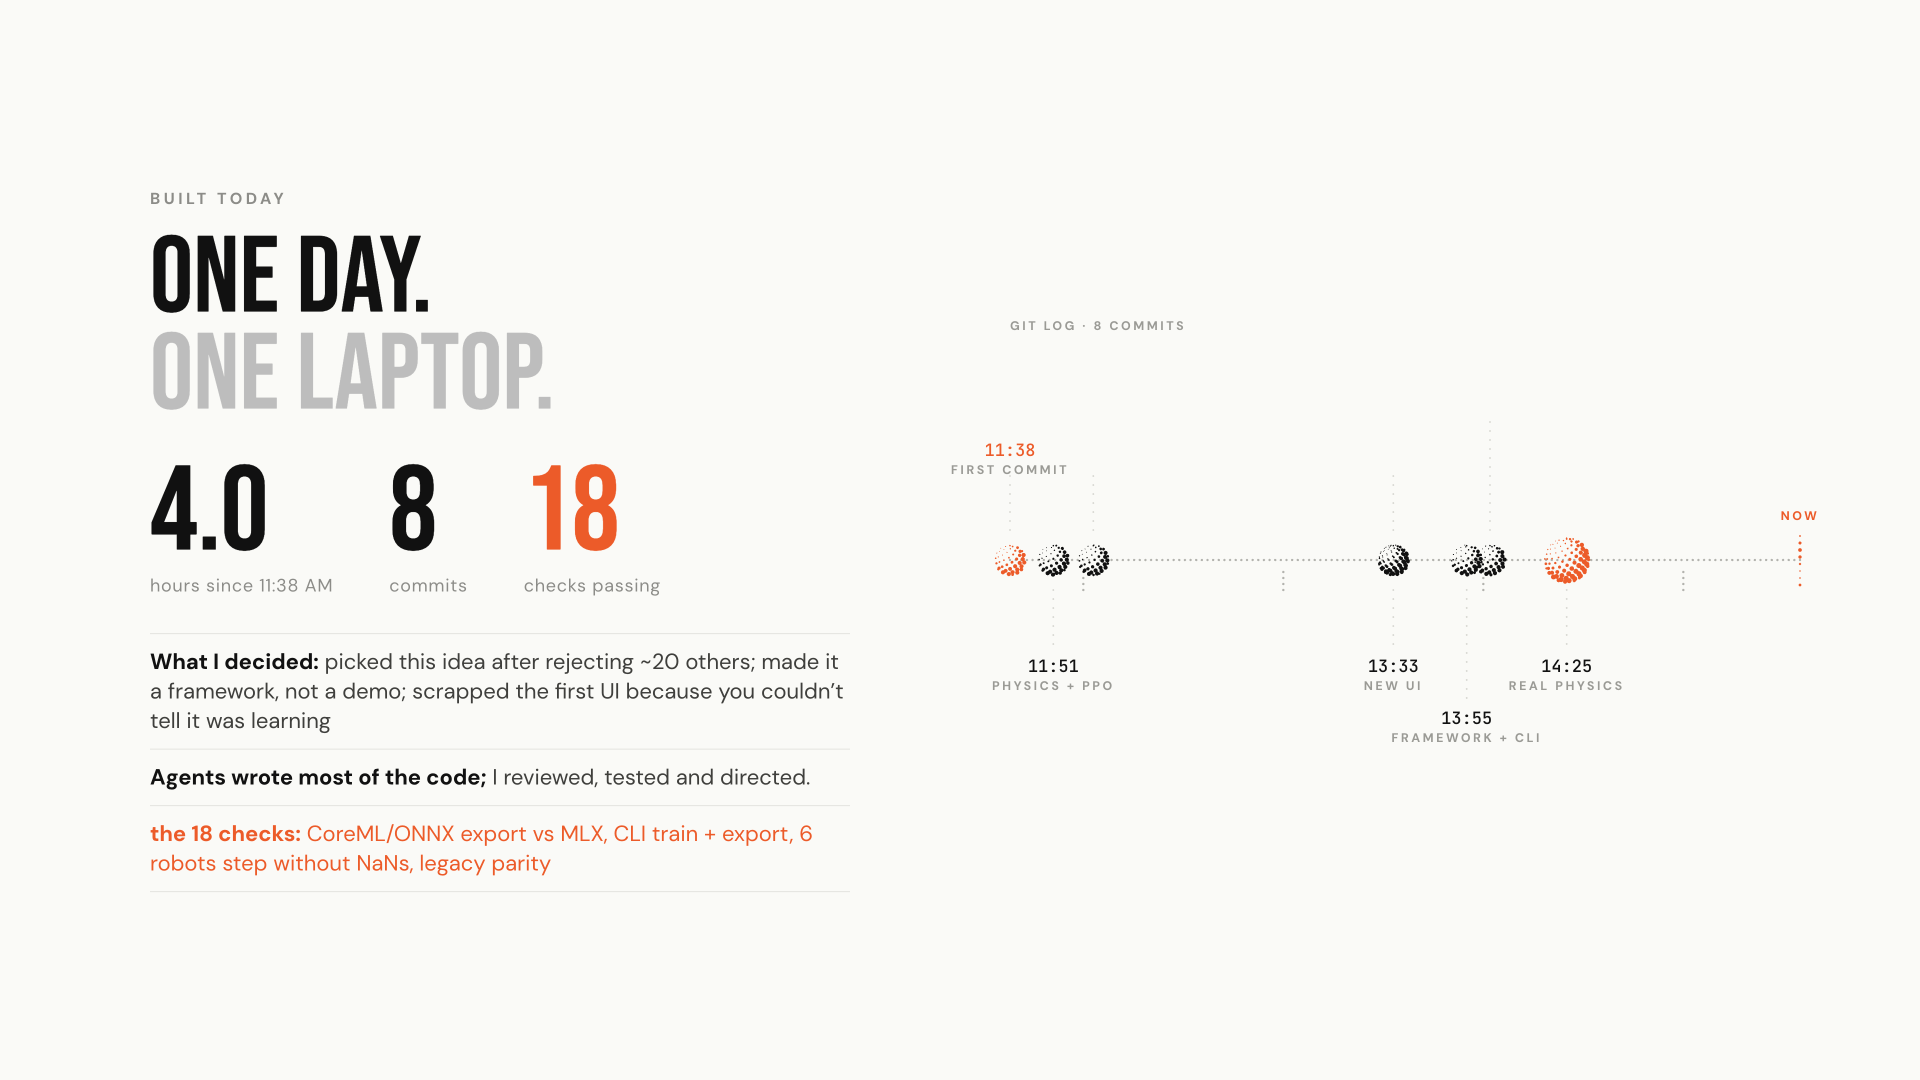 BUILT TODAY
ONE DAY.
ONE LAPTOP.
4.0
hours since 11:38 AM
8
commits
18
checks passing
What I decided: picked this idea after rejecting ~20 others; made it
a framework, not a demo; scrapped the first UI because you couldn’t
tell it was learning
Agents wrote most of the code; I reviewed, tested and directed.
the 18 checks: CoreML/ONNX export vs MLX, CLI train + export, 6
robots step without NaNs, legacy parity
GIT LOG · 8 COMMITS
11:38
FIRST COMMIT
NOW
11:51
PHYSICS + PPO
13:33
NEW UI
14:25
REAL PHYSICS
13:55
FRAMEWORK + CLI